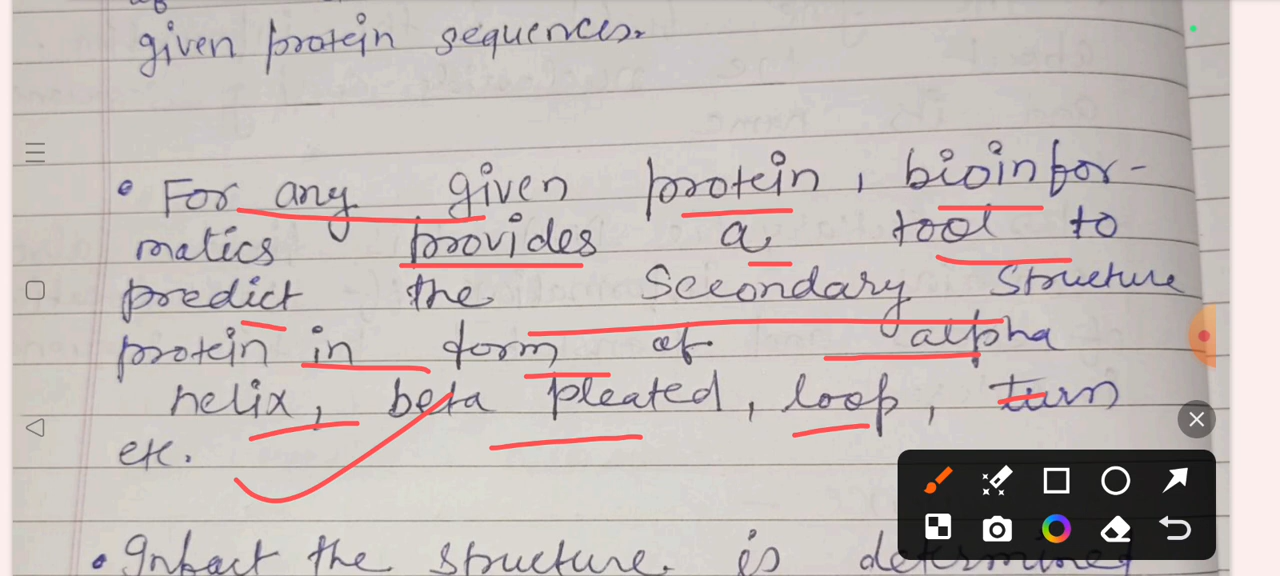 given protein sequences.
• For any given protein, bioinfor-
matics provides a tool to
predict the Secondary Structure
protein in form of alpha
helix, beta pleated, loop, turn
etc.
• Infact the structure is determined